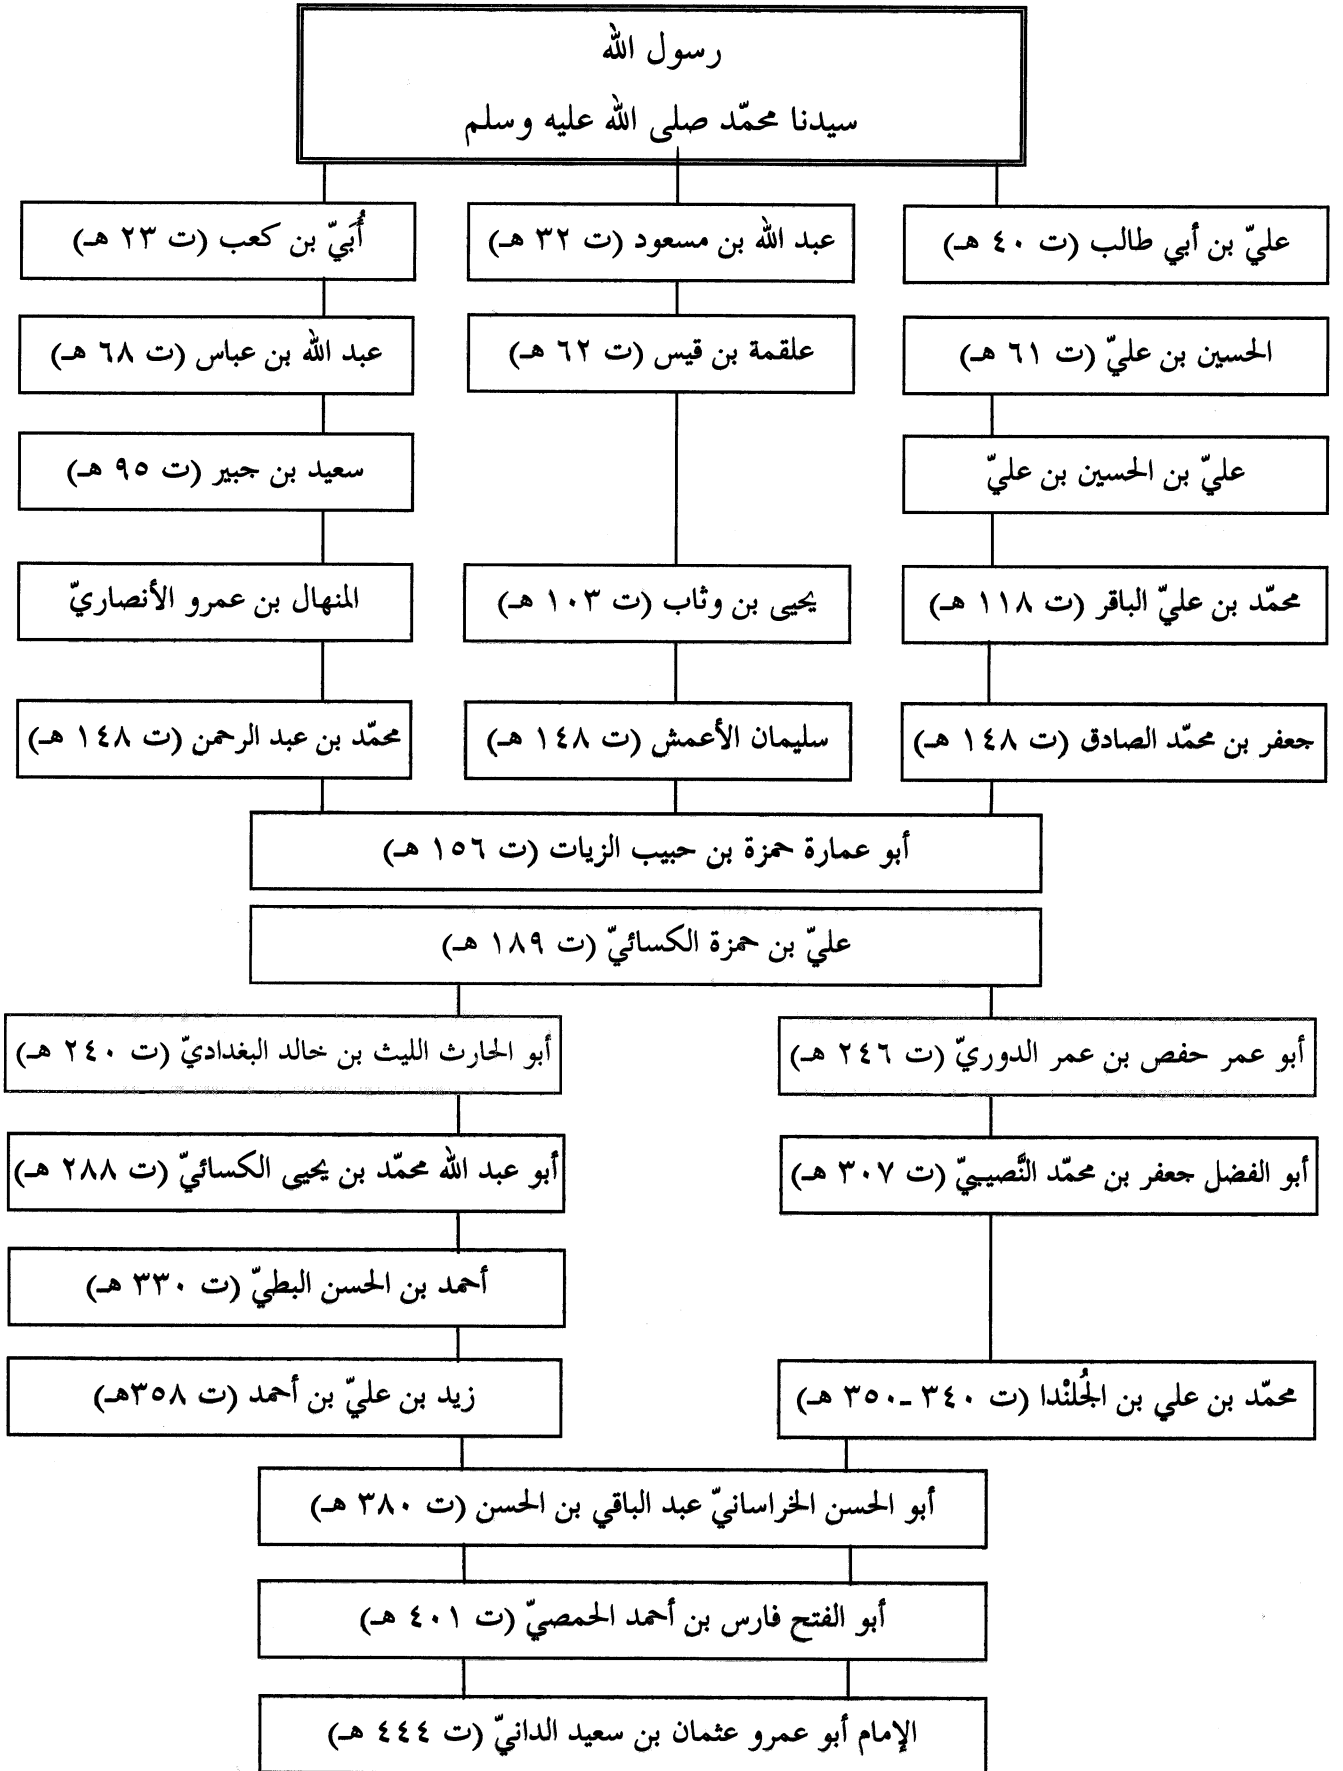 رسول الله
سيدنا محمّد صلى الله عليه وسلم
عليّ بن أبي طالب (ت ٤٠ هـ)
عبد الله بن مسعود (ت ٣٢ هـ)
أُبَيّ بن كعب (ت ٢٣ هـ)
الحسين بن عليّ (ت ٦١ هـ)
علقمة بن قيس (ت ٦٢ هـ)
عبد الله بن عباس (ت ٦٨ هـ)
عليّ بن الحسين بن عليّ
سعيد بن جبير (ت ٩٥ هـ)
محمّد بن عليّ الباقر (ت ١١٨ هـ)
يحيى بن وثاب (ت ١٠٣ هـ)
المنهال بن عمرو الأنصاريّ
جعفر بن محمّد الصادق (ت ١٤٨ هـ)
سليمان الأعمش (ت ١٤٨ هـ)
محمّد بن عبد الرحمن (ت ١٤٨ هـ)
أبو عمارة حمزة بن حبيب الزيات (ت ١٥٦ هـ)
عليّ بن حمزة الكسائيّ (ت ١٨٩ هـ)
أبو عمر حفص بن عمر الدوريّ (ت ٢٤٦ هـ)
أبو الحارث الليث بن خالد البغداديّ (ت ٢٤٠ هـ)
أبو الفضل جعفر بن محمّد النَّصيبيّ (ت ٣٠٧ هـ)
أبو عبد الله محمّد بن يحيى الكسائيّ (ت ٢٨٨ هـ)
أحمد بن الحسن البطيّ (ت ٣٣٠ هـ)
محمّد بن علي بن الجُلنْدا (ت ٣٤٠ ـ٣٥٠ هـ)
زيد بن عليّ بن أحمد (ت ٣٥٨هـ)
أبو الحسن الخراسانيّ عبد الباقي بن الحسن (ت ٣٨٠ هـ)
أبو الفتح فارس بن أحمد الحمصيّ (ت ٤٠١ هـ)
الإمام أبو عمرو عثمان بن سعيد الدانيّ (ت ٤٤٤ هـ)